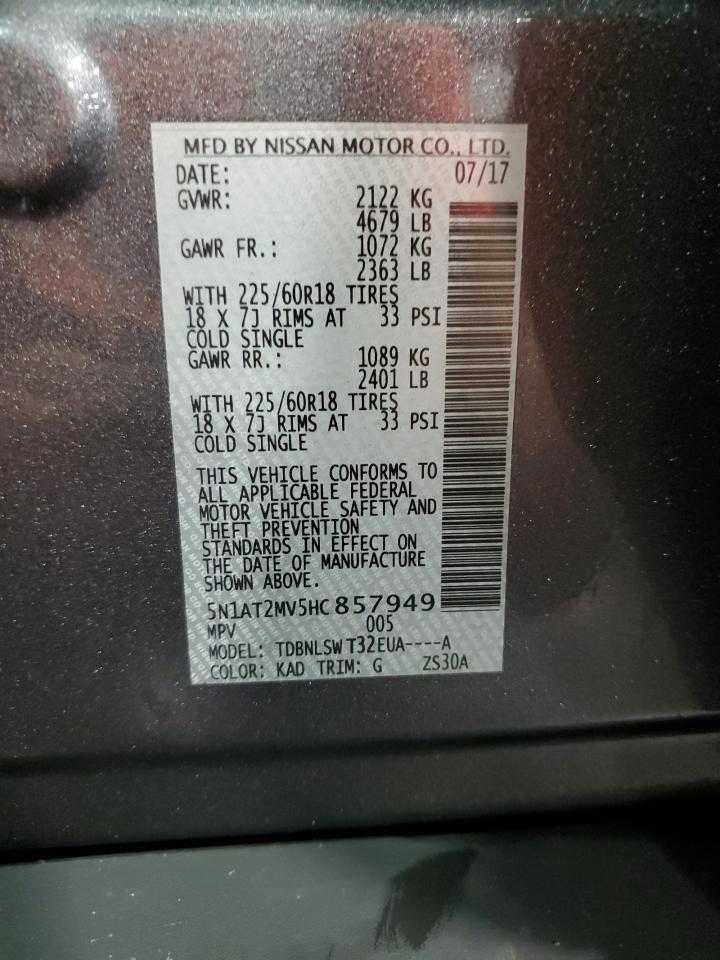 MFD BY NISSAN MOTOR CO., LTD.
DATE: 07/17
GVWR: 2122 KG
4679 LB
GAWR FR.: 1072 KG
2363 LB
WITH 225/60R18 TIRES
18 X 7J RIMS AT 33 PSI
COLD SINGLE
GAWR RR.: 1089 KG
2401 LB
WITH 225/60R18 TIRES
18 X 7J RIMS AT 33 PSI
COLD SINGLE
THIS VEHICLE CONFORMS TO
ALL APPLICABLE FEDERAL
MOTOR VEHICLE SAFETY AND
THEFT PREVENTION
STANDARDS IN EFFECT ON
THE DATE OF MANUFACTURE
SHOWN ABOVE.
5N1AT2MV5HC857949
MPV 005
MODEL: TDBNLSW T32EUA----A
COLOR: KAD TRIM: G ZS30A